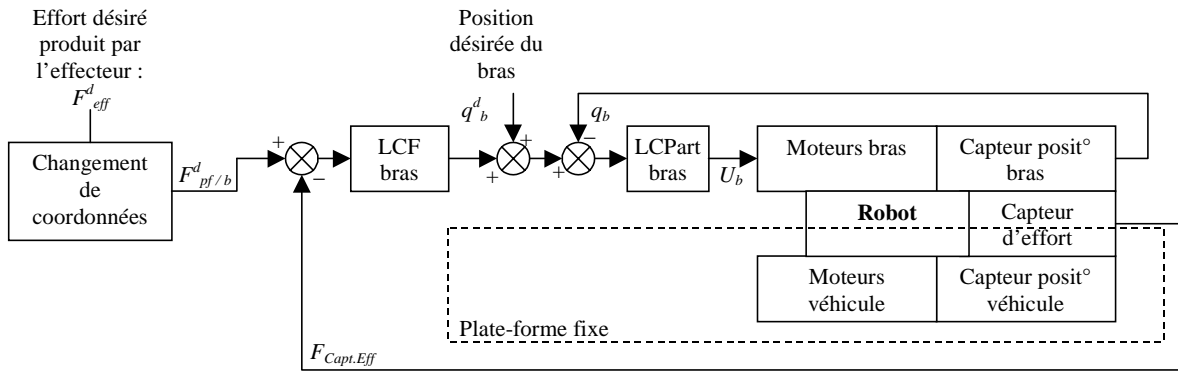 Effort désiré
produit par
l’effecteur :
F^d_eff
Changement
de
coordonnées
F^d_pf/b
+
−
LCF
bras
Position
désirée du
bras
q^d_b
+
+
q_b
−
+
LCPart
bras
U_b
Moteurs bras
Capteur posit°
bras
Robot
Capteur
d’effort
Moteurs
véhicule
Capteur posit°
véhicule
Plate-forme fixe
F_Capt.Eff